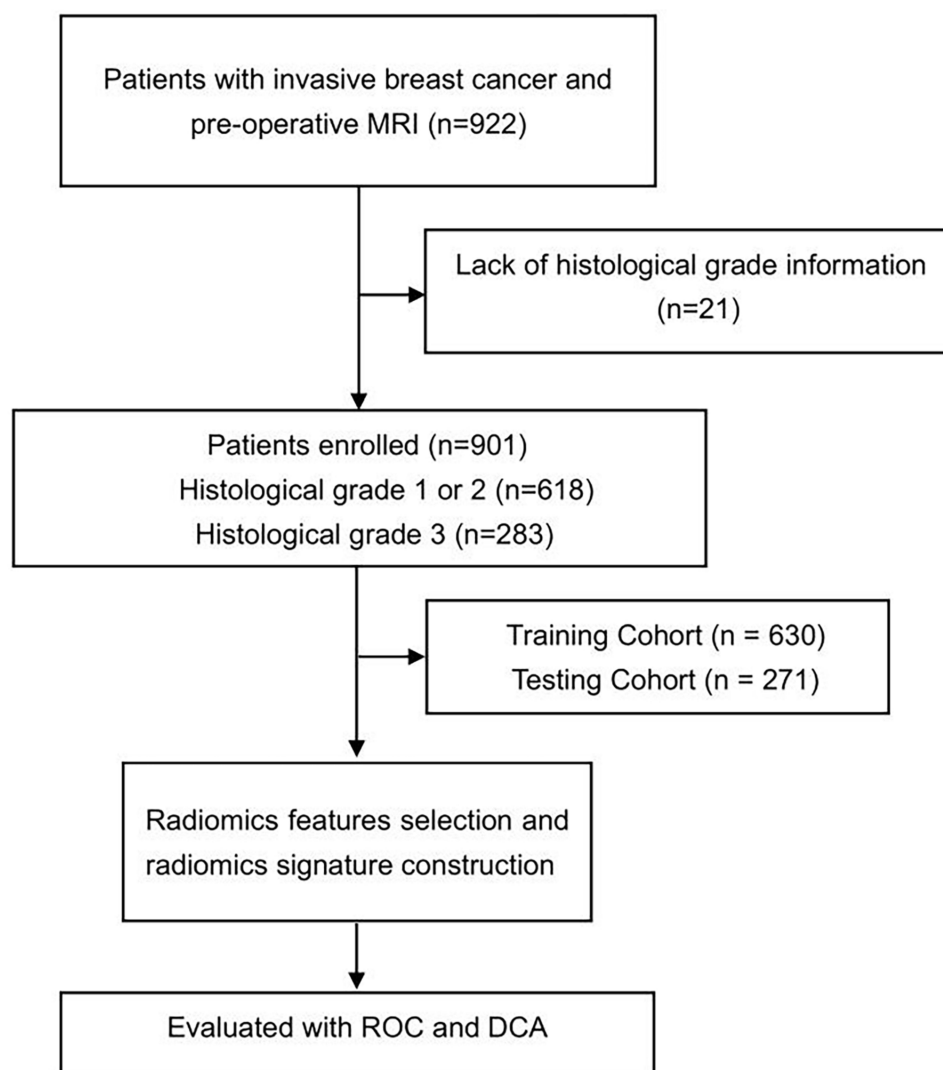 Patients with invasive breast cancer and
pre-operative MRI (n=922)
Lack of histological grade information
(n=21)
Patients enrolled (n=901)
Histological grade 1 or 2 (n=618)
Histological grade 3 (n=283)
Training Cohort (n = 630)
Testing Cohort (n = 271)
Radiomics features selection and
radiomics signature construction
Evaluated with ROC and DCA